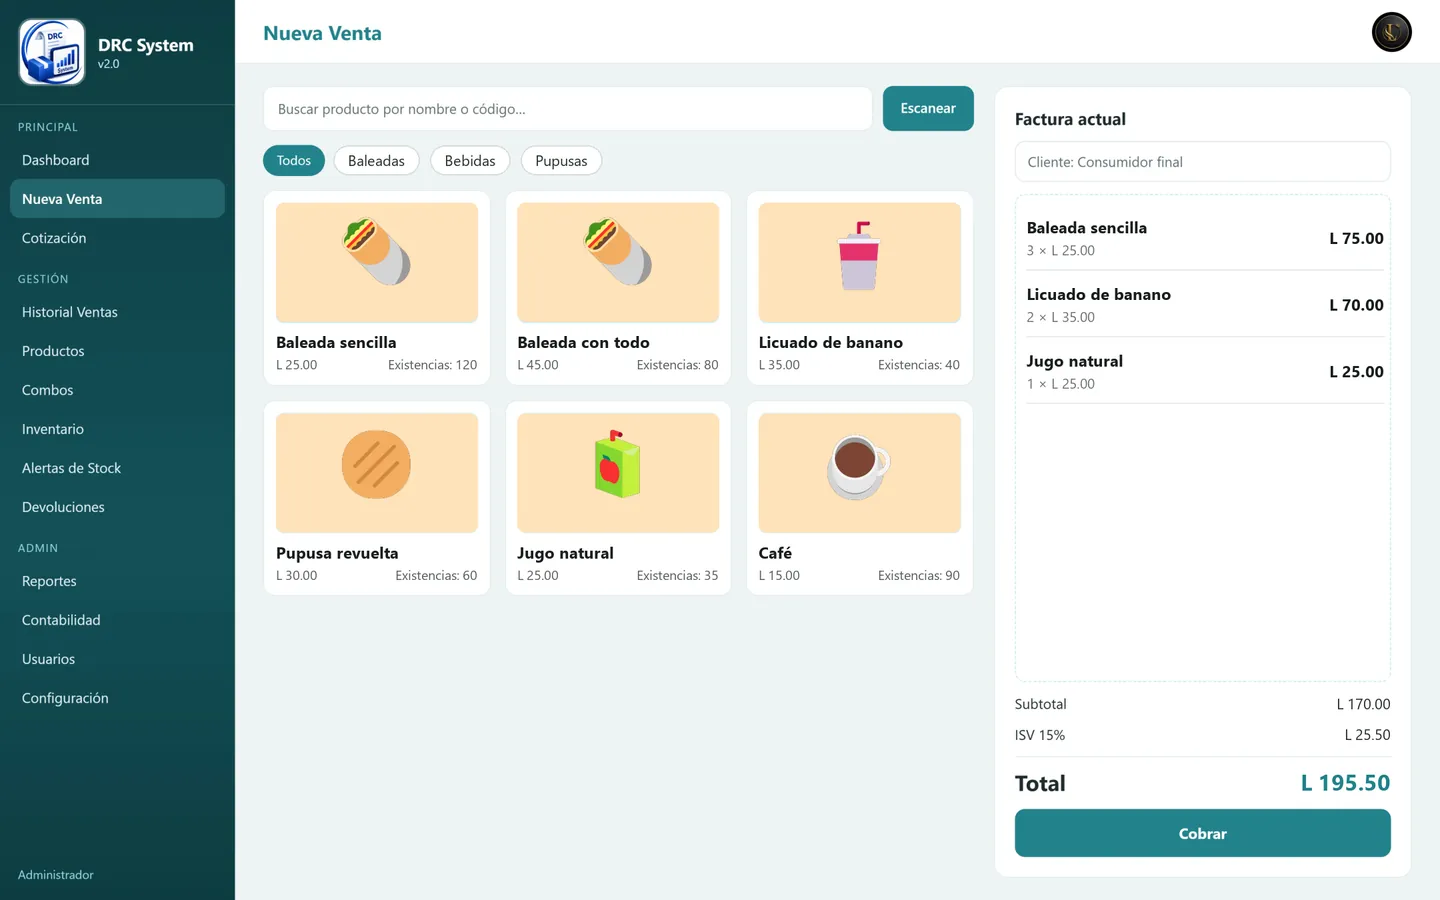 DRC
System
DRC System
v2.0
PRINCIPAL
Dashboard
Nueva Venta
Cotización
GESTIÓN
Historial Ventas
Productos
Combos
Inventario
Alertas de Stock
Devoluciones
ADMIN
Reportes
Contabilidad
Usuarios
Configuración
Administrador
Nueva Venta
Buscar producto por nombre o código...
Escanear
Todos
Baleadas
Bebidas
Pupusas
Baleada sencilla
L 25.00 Existencias: 120
Baleada con todo
L 45.00 Existencias: 80
Licuado de banano
L 35.00 Existencias: 40
Pupusa revuelta
L 30.00 Existencias: 60
Jugo natural
L 25.00 Existencias: 35
Café
L 15.00 Existencias: 90
Factura actual
Cliente: Consumidor final
Baleada sencilla
3 × L 25.00
L 75.00
Licuado de banano
2 × L 35.00
L 70.00
Jugo natural
1 × L 25.00
L 25.00
Subtotal L 170.00
ISV 15% L 25.50
Total L 195.50
Cobrar